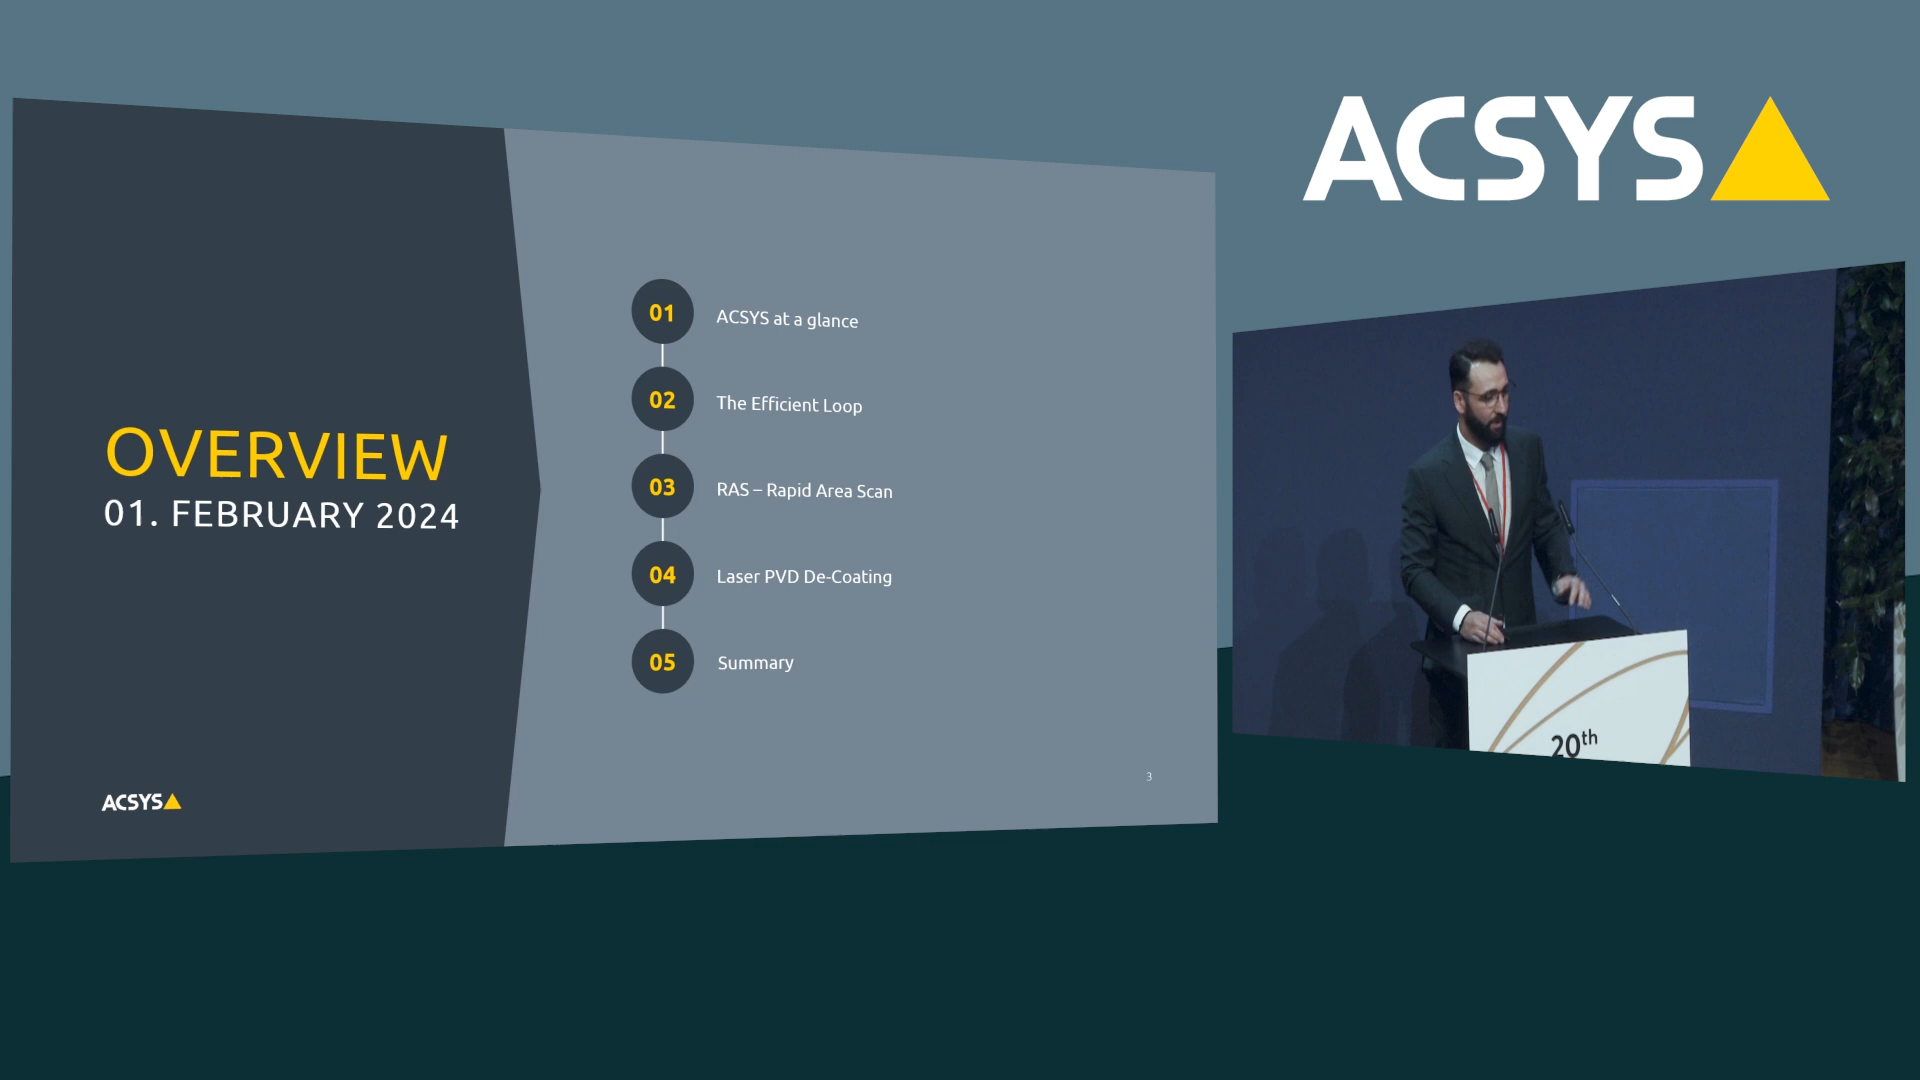 ACSYS
OVERVIEW
01. FEBRUARY 2024
01 ACSYS at a glance
02 The Efficient Loop
03 RAS – Rapid Area Scan
04 Laser PVD De-Coating
05 Summary
3
ACSYS
20th